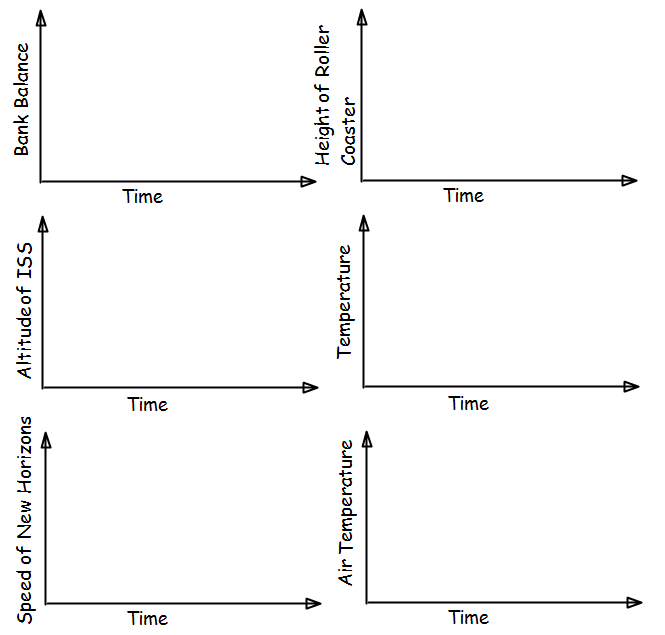 Bank Balance
Time
Height of Roller
Coaster
Time
Altitude of ISS
Time
Temperature
Time
Speed of New Horizons
Time
Air Temperature
Time